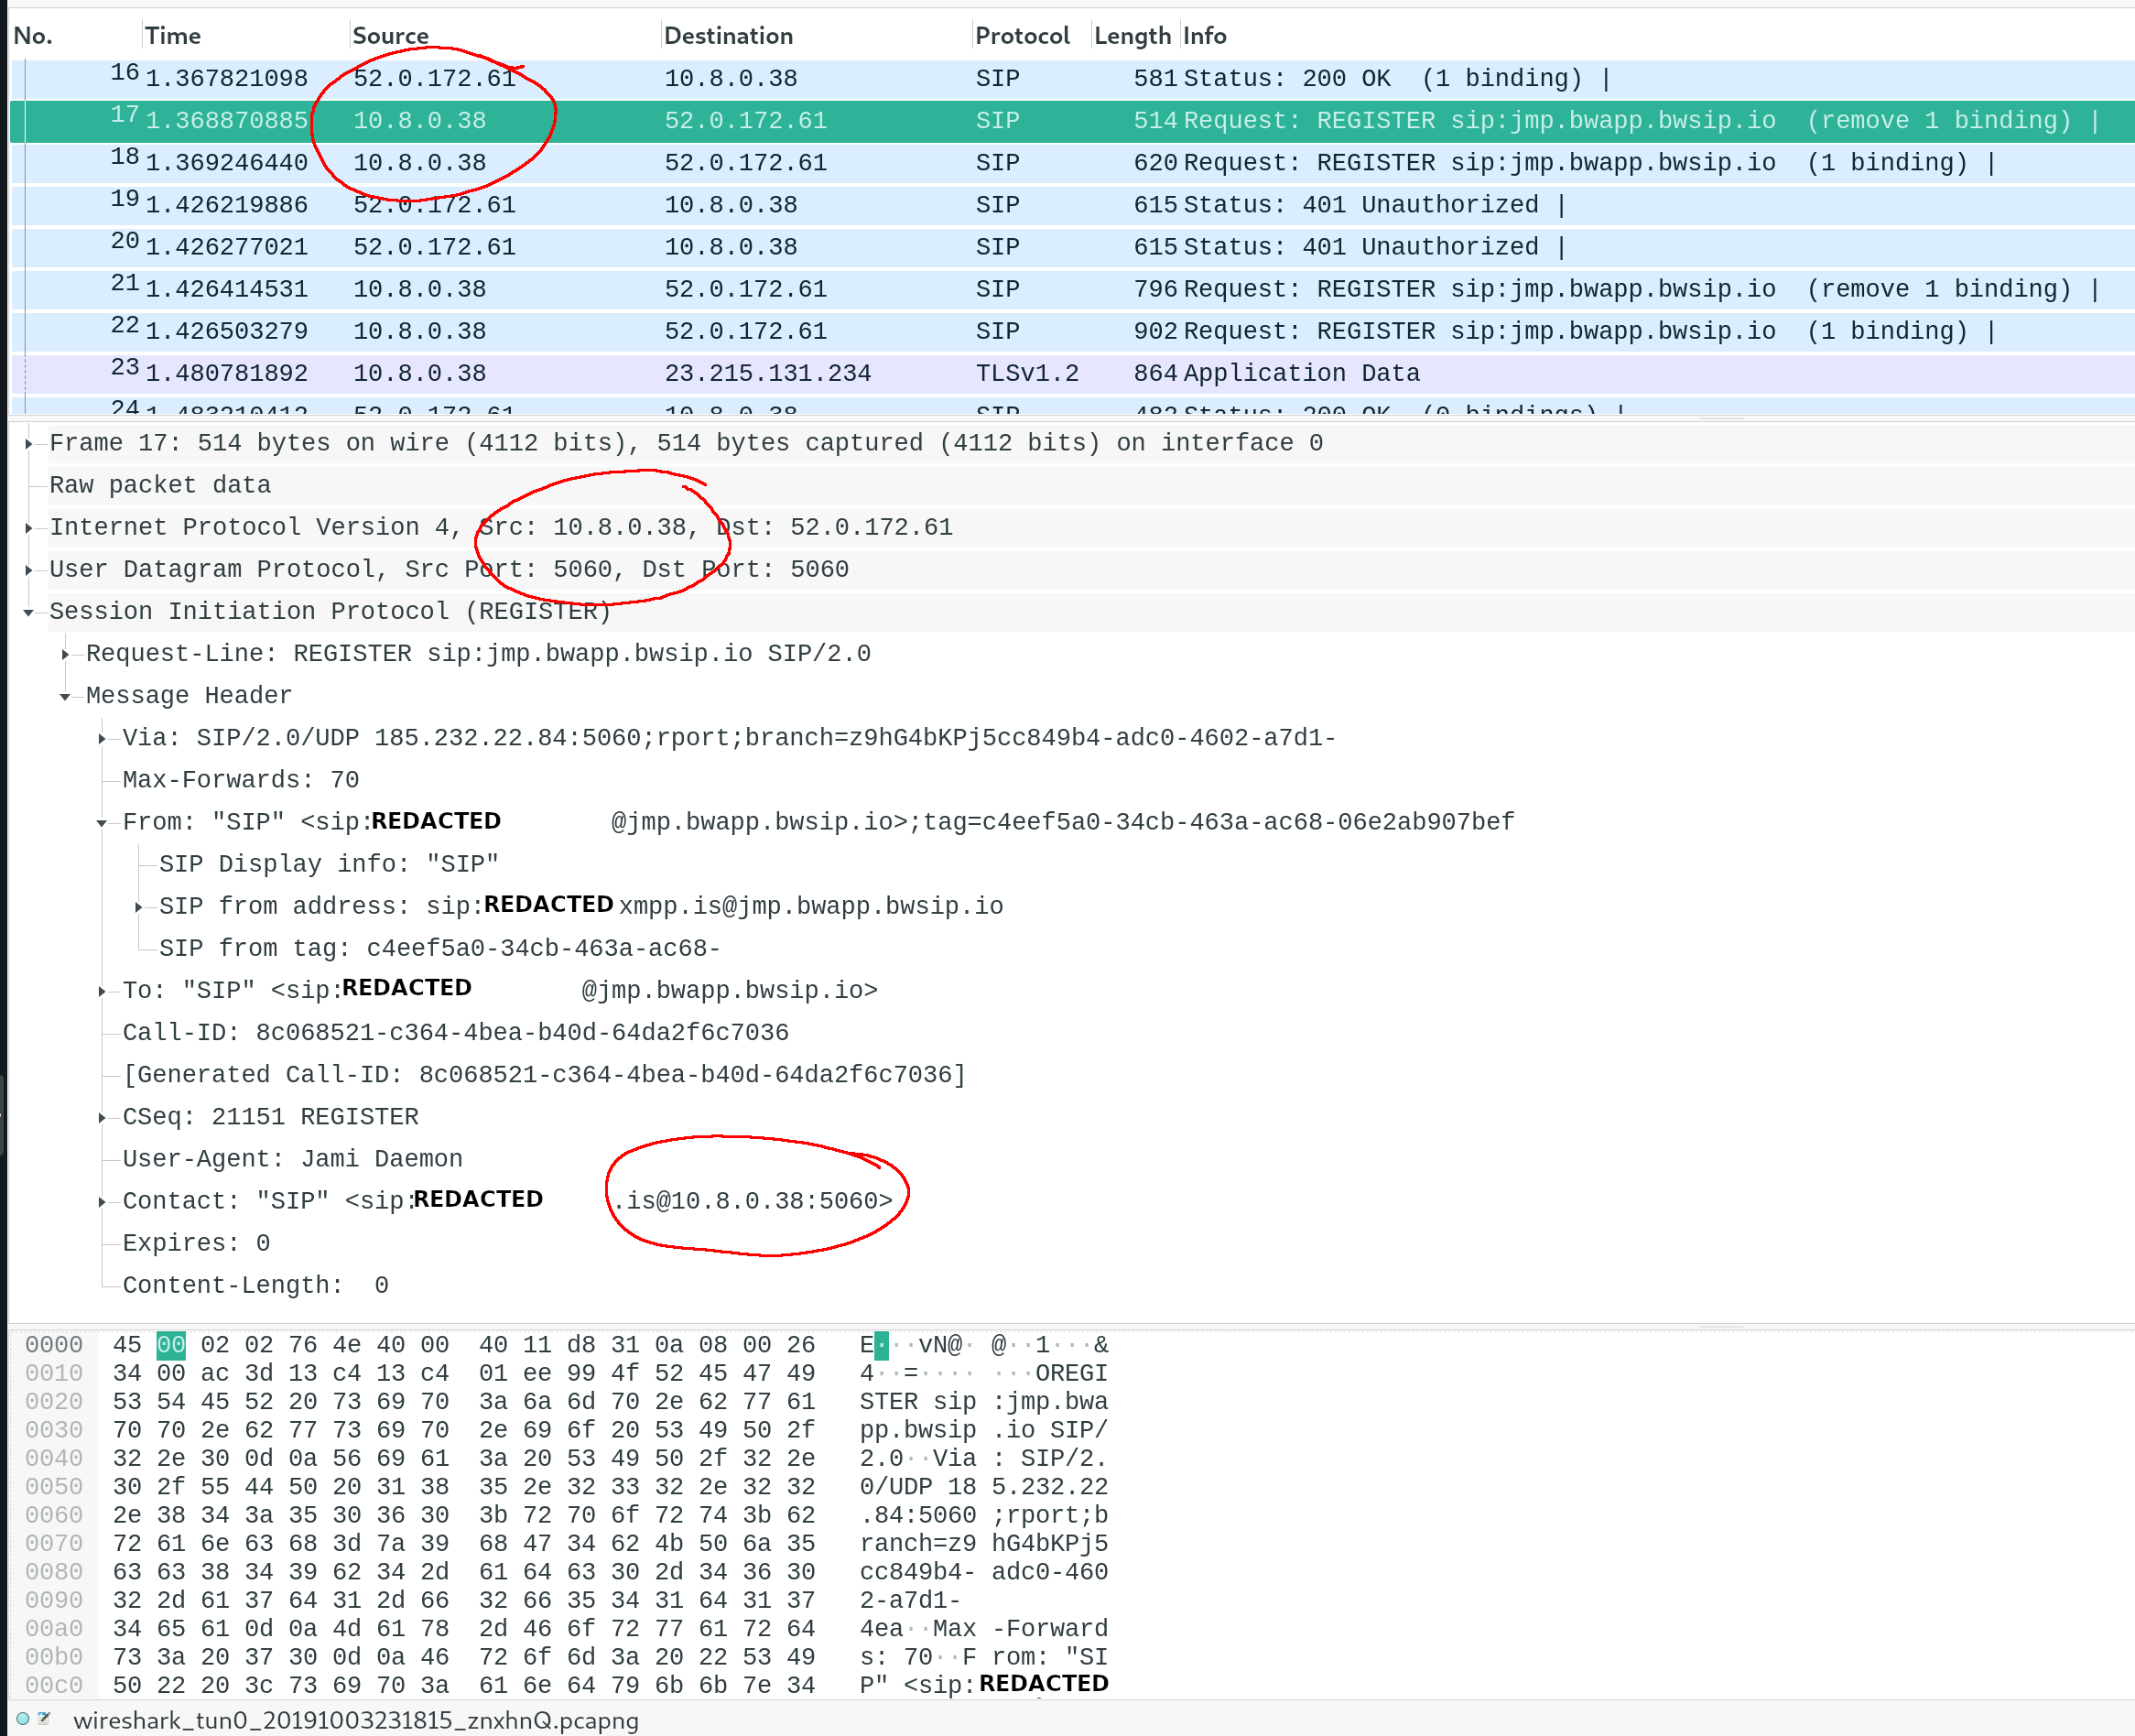 No. Time Source Destination Protocol Length Info
16 1.367821098 52.0.172.61 10.8.0.38 SIP 581 Status: 200 OK (1 binding) |
17 1.368870885 10.8.0.38 52.0.172.61 SIP 514 Request: REGISTER sip:jmp.bwapp.bwsip.io (remove 1 binding) |
18 1.369246440 10.8.0.38 52.0.172.61 SIP 620 Request: REGISTER sip:jmp.bwapp.bwsip.io (1 binding) |
19 1.426219886 52.0.172.61 10.8.0.38 SIP 615 Status: 401 Unauthorized |
20 1.426277021 52.0.172.61 10.8.0.38 SIP 615 Status: 401 Unauthorized |
21 1.426414531 10.8.0.38 52.0.172.61 SIP 796 Request: REGISTER sip:jmp.bwapp.bwsip.io (remove 1 binding) |
22 1.426503279 10.8.0.38 52.0.172.61 SIP 902 Request: REGISTER sip:jmp.bwapp.bwsip.io (1 binding) |
23 1.480781892 10.8.0.38 23.215.131.234 TLSv1.2 864 Application Data
24 1.483210412 52.0.172.61 10.8.0.38 SIP 482 Status: 200 OK (0 bindings) |
Frame 17: 514 bytes on wire (4112 bits), 514 bytes captured (4112 bits) on interface 0
Raw packet data
Internet Protocol Version 4, Src: 10.8.0.38, Dst: 52.0.172.61
User Datagram Protocol, Src Port: 5060, Dst Port: 5060
Session Initiation Protocol (REGISTER)
Request-Line: REGISTER sip:jmp.bwapp.bwsip.io SIP/2.0
Message Header
Via: SIP/2.0/UDP 185.232.22.84:5060;rport;branch=z9hG4bKPj5cc849b4-adc0-4602-a7d1-
Max-Forwards: 70
From: "SIP" <sip:REDACTED @jmp.bwapp.bwsip.io>;tag=c4eef5a0-34cb-463a-ac68-06e2ab907bef
SIP Display info: "SIP"
SIP from address: sip:REDACTED xmpp.is@jmp.bwapp.bwsip.io
SIP from tag: c4eef5a0-34cb-463a-ac68-
To: "SIP" <sip:REDACTED @jmp.bwapp.bwsip.io>
Call-ID: 8c068521-c364-4bea-b40d-64da2f6c7036
[Generated Call-ID: 8c068521-c364-4bea-b40d-64da2f6c7036]
CSeq: 21151 REGISTER
User-Agent: Jami Daemon
Contact: "SIP" <sip:REDACTED .is@10.8.0.38:5060>
Expires: 0
Content-Length: 0
0000 45 00 02 02 76 4e 40 00 40 11 d8 31 0a 08 00 26 E···vN@· @··1···&
0010 34 00 ac 3d 13 c4 13 c4 01 ee 99 4f 52 45 47 49 4··=···· ···OREGI
0020 53 54 45 52 20 73 69 70 3a 6a 6d 70 2e 62 77 61 STER sip :jmp.bwa
0030 70 70 2e 62 77 73 69 70 2e 69 6f 20 53 49 50 2f pp.bwsip .io SIP/
0040 32 2e 30 0d 0a 56 69 61 3a 20 53 49 50 2f 32 2e 2.0··Via : SIP/2.
0050 30 2f 55 44 50 20 31 38 35 2e 32 33 32 2e 32 32 0/UDP 18 5.232.22
0060 2e 38 34 3a 35 30 36 30 3b 72 70 6f 72 74 3b 62 .84:5060 ;rport;b
0070 72 61 6e 63 68 3d 7a 39 68 47 34 62 4b 50 6a 35 ranch=z9 hG4bKPj5
0080 63 63 38 34 39 62 34 2d 61 64 63 30 2d 34 36 30 cc849b4- adc0-460
0090 32 2d 61 37 64 31 2d 66 32 66 35 34 31 64 31 37 2-a7d1-
00a0 34 65 61 0d 0a 4d 61 78 2d 46 6f 72 77 61 72 64 4ea··Max -Forward
00b0 73 3a 20 37 30 0d 0a 46 72 6f 6d 3a 20 22 53 49 s: 70··F rom: "SI
00c0 50 22 20 3c 73 69 70 3a 61 6e 64 79 6b 6b 7e 34 P" <sip:REDACTED
wireshark_tun0_20191003231815_znxhnQ.pcapng